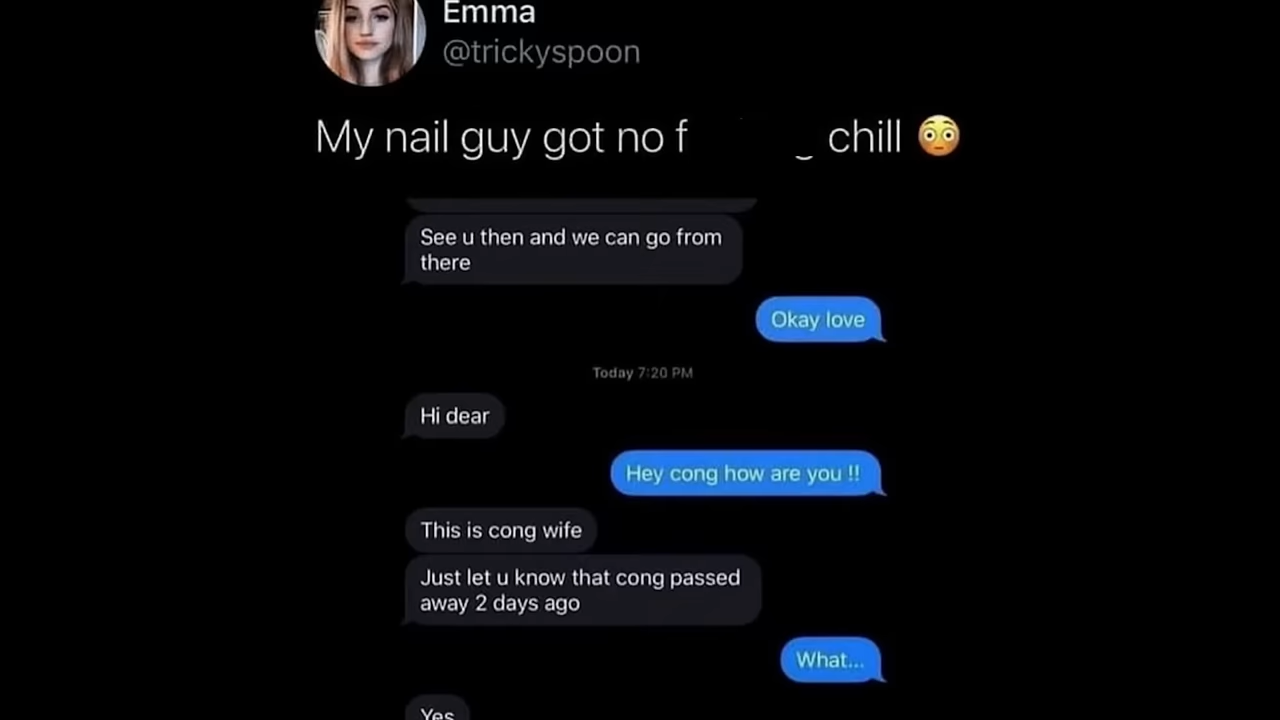 Emma
@trickyspoon
My nail guy got no f chill 😳
See u then and we can go from
there
Okay love
Today 7:20 PM
Hi dear
Hey cong how are you !!
This is cong wife
Just let u know that cong passed
away 2 days ago
What...
Yes